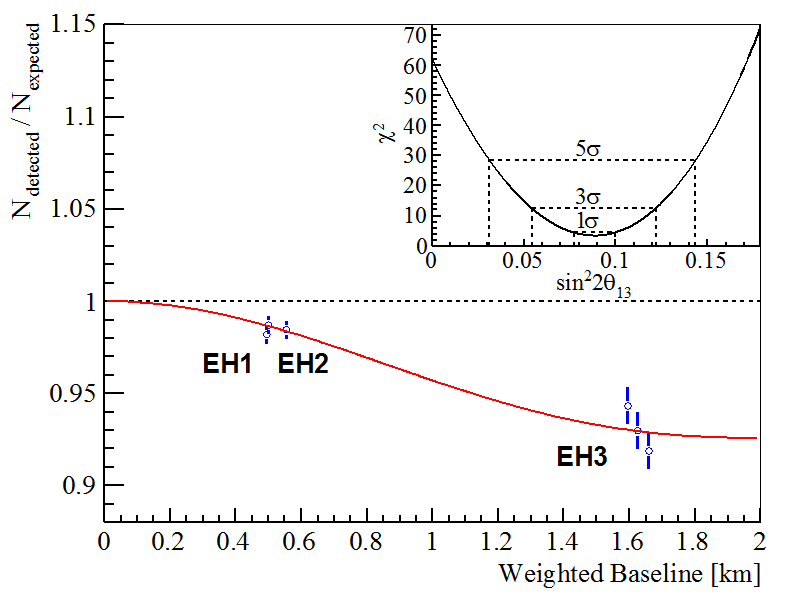 N_detected / N_expected
1.15
1.1
1.05
1
0.95
0.9
χ²
70
60
50
40
30
20
10
0
5σ
3σ
1σ
0 0.05 0.1 0.15
sin²2θ₁₃
EH1 EH2
EH3
0 0.2 0.4 0.6 0.8 1 1.2 1.4 1.6 1.8 2
Weighted Baseline [km]